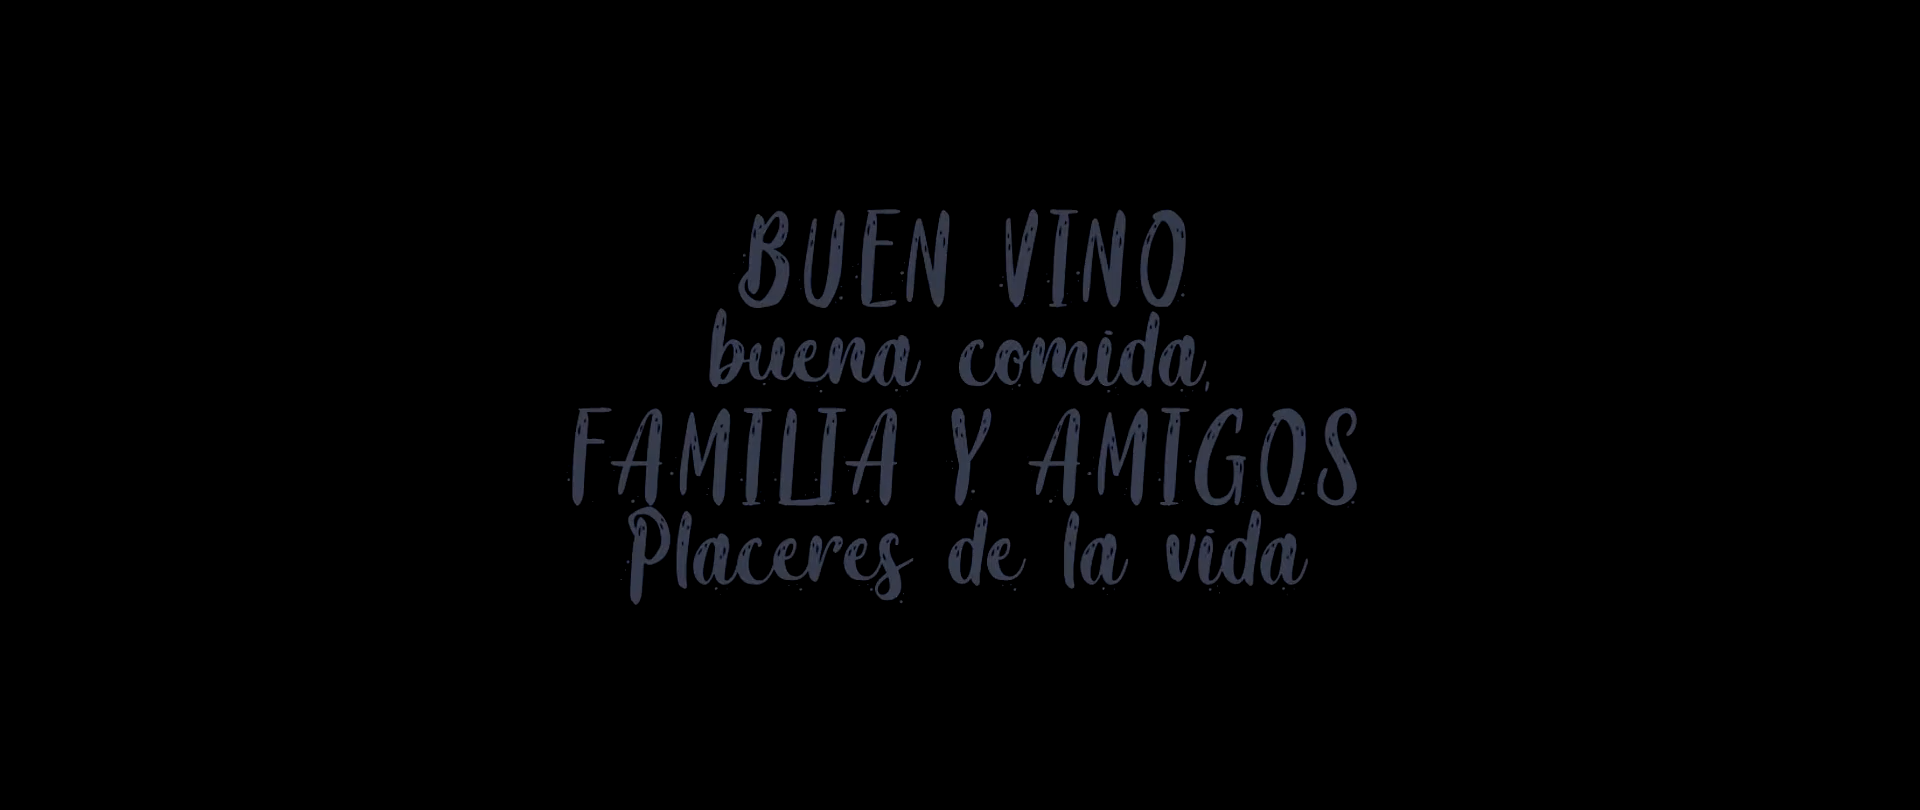 BUEN VINO
buena comida,
FAMILIA Y AMIGOS
Placeres de la vida